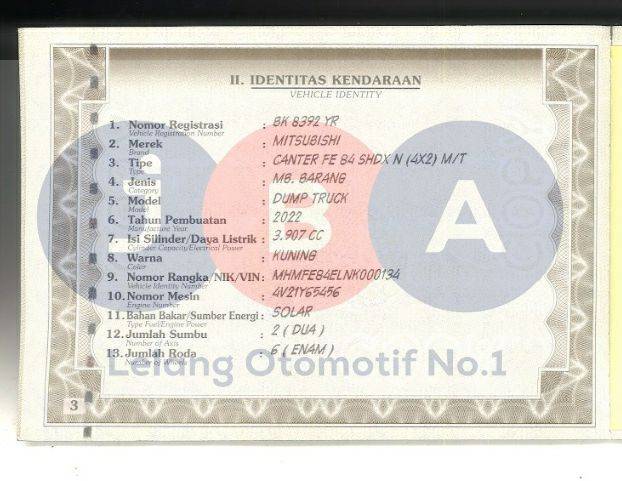 II. IDENTITAS KENDARAAN
VEHICLE IDENTITY
1. Nomor Registrasi : BK 8392 YR
Vehicle Registration Number
2. Merek : MITSUBISHI
Brand
3. Tipe : CANTER FE 84 SHDX N (4X2) M/T
Type
4. Jenis : MB. BARANG
Category
5. Model : DUMP TRUCK
Model
6. Tahun Pembuatan : 2022
Manufacture Year
7. Isi Silinder/Daya Listrik : 3.907 CC
Cylinder Capacity/Electrical Power
8. Warna : KUNING
Color
9. Nomor Rangka/NIK/VIN : MHMFE84ELNK000134
Vehicle Identity Number
10. Nomor Mesin : 4V21Y65456
Engine Number
11. Bahan Bakar/Sumber Energi : SOLAR
Type Fuel/Engine Power
12. Jumlah Sumbu : 2 ( DUA )
Number of Axis
13. Jumlah Roda : 6 ( ENAM )
Number of Wheels
3
I B A
Lelang Otomotif No.1